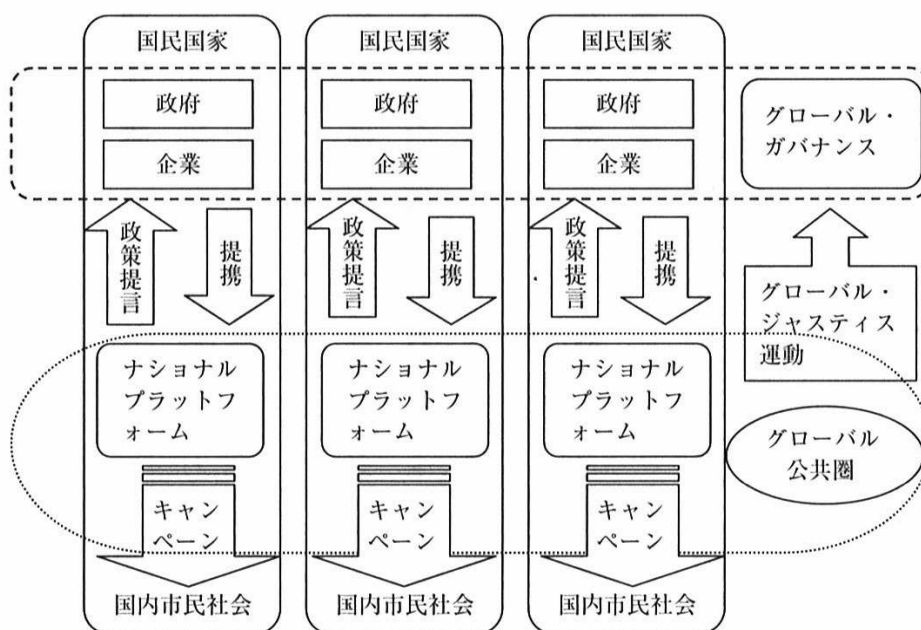 国民国家
国民国家
国民国家
政府
政府
政府
グローバル・
ガバナンス
企業
企業
企業
政策提言
提携
政策提言
提携
政策提言
提携
グローバル・
ジャスティス
運動
ナショナル
プラットフ
ォーム
ナショナル
プラットフ
ォーム
ナショナル
プラットフ
ォーム
グローバル
公共圏
キャン
ペーン
キャン
ペーン
キャン
ペーン
国内市民社会
国内市民社会
国内市民社会